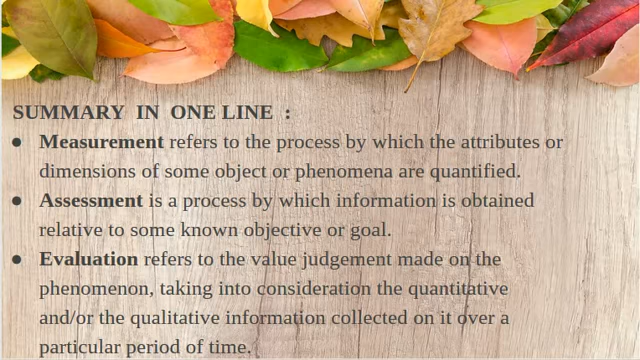 SUMMARY IN ONE LINE :
● Measurement refers to the process by which the attributes or
dimensions of some object or phenomena are quantified.
● Assessment is a process by which information is obtained
relative to some known objective or goal.
● Evaluation refers to the value judgement made on the
phenomenon, taking into consideration the quantitative
and/or the qualitative information collected on it over a
particular period of time.